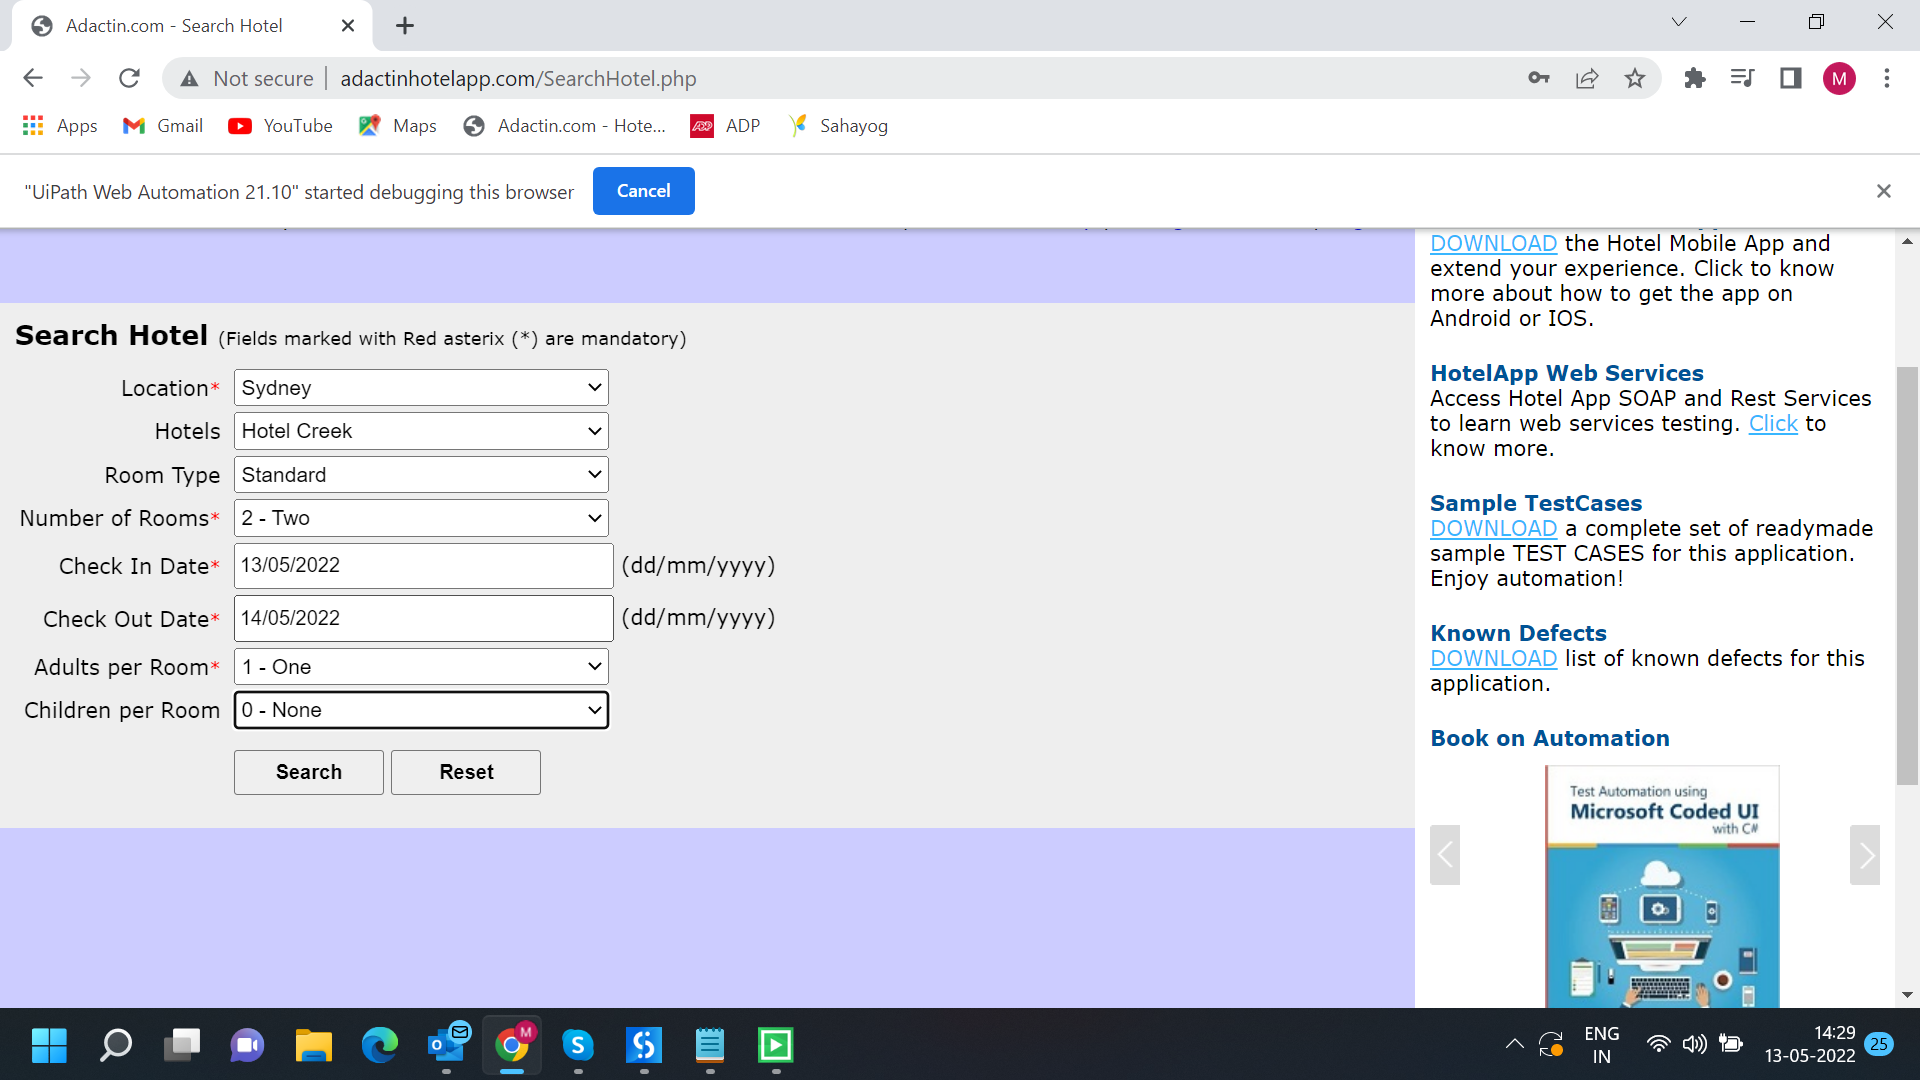 Adactin.com - Search Hotel
Not secure
adactinhotelapp.com/SearchHotel.php
M
Apps
Gmail
YouTube
Maps
Adactin.com - Hote...
ADP
ADP
Sahayog
"UiPath Web Automation 21.10" started debugging this browser
Cancel
Search Hotel (Fields marked with Red asterix (*) are mandatory)
Location*
Sydney
Hotels
Hotel Creek
Room Type
Standard
Number of Rooms*
2 - Two
Check In Date*
13/05/2022
(dd/mm/yyyy)
Check Out Date*
14/05/2022
(dd/mm/yyyy)
Adults per Room*
1 - One
Children per Room
0 - None
Search
Reset
DOWNLOAD the Hotel Mobile App and
extend your experience. Click to know
more about how to get the app on
Android or IOS.
HotelApp Web Services
Access Hotel App SOAP and Rest Services
to learn web services testing. Click to
know more.
Sample TestCases
DOWNLOAD a complete set of readymade
sample TEST CASES for this application.
Enjoy automation!
Known Defects
DOWNLOAD list of known defects for this
application.
Book on Automation
Test Automation using
Microsoft Coded UI
with C#
M
ENG
IN
14:29
13-05-2022
25